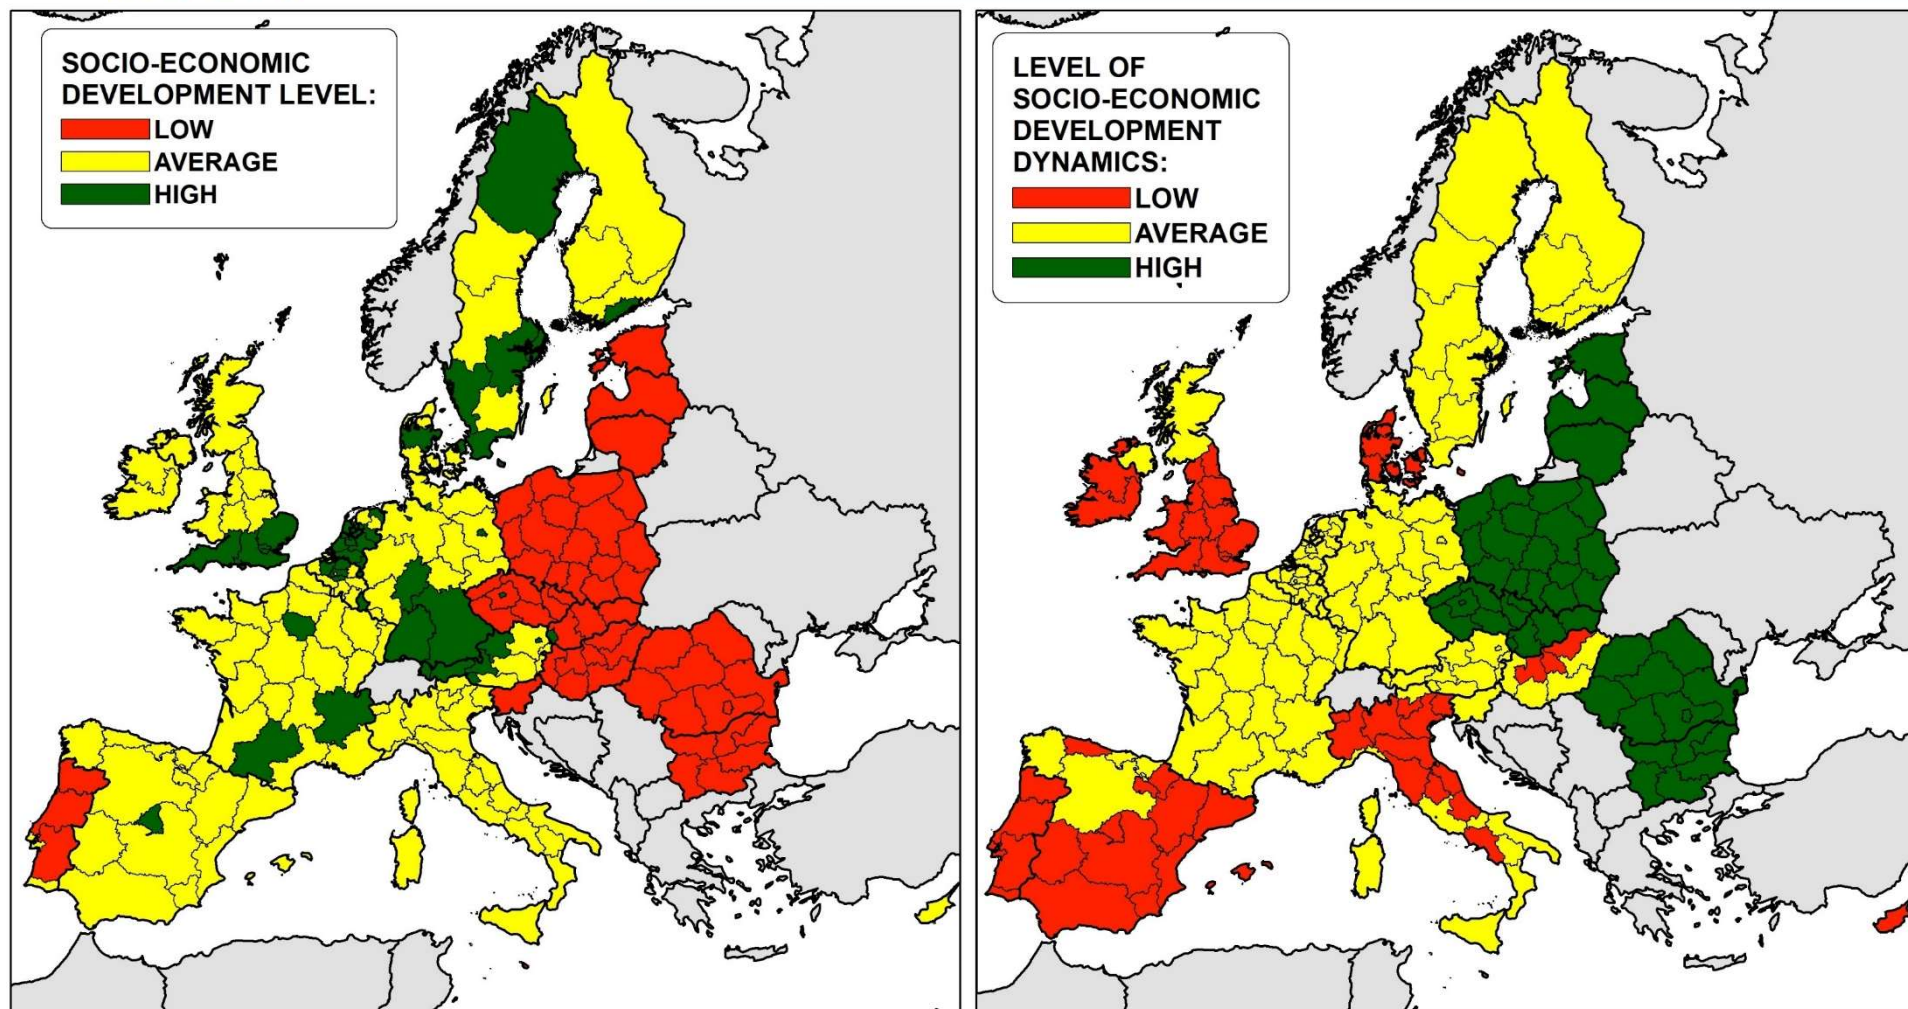 SOCIO-ECONOMIC
DEVELOPMENT LEVEL:
LOW
AVERAGE
HIGH
LEVEL OF
SOCIO-ECONOMIC
DEVELOPMENT
DYNAMICS:
LOW
AVERAGE
HIGH